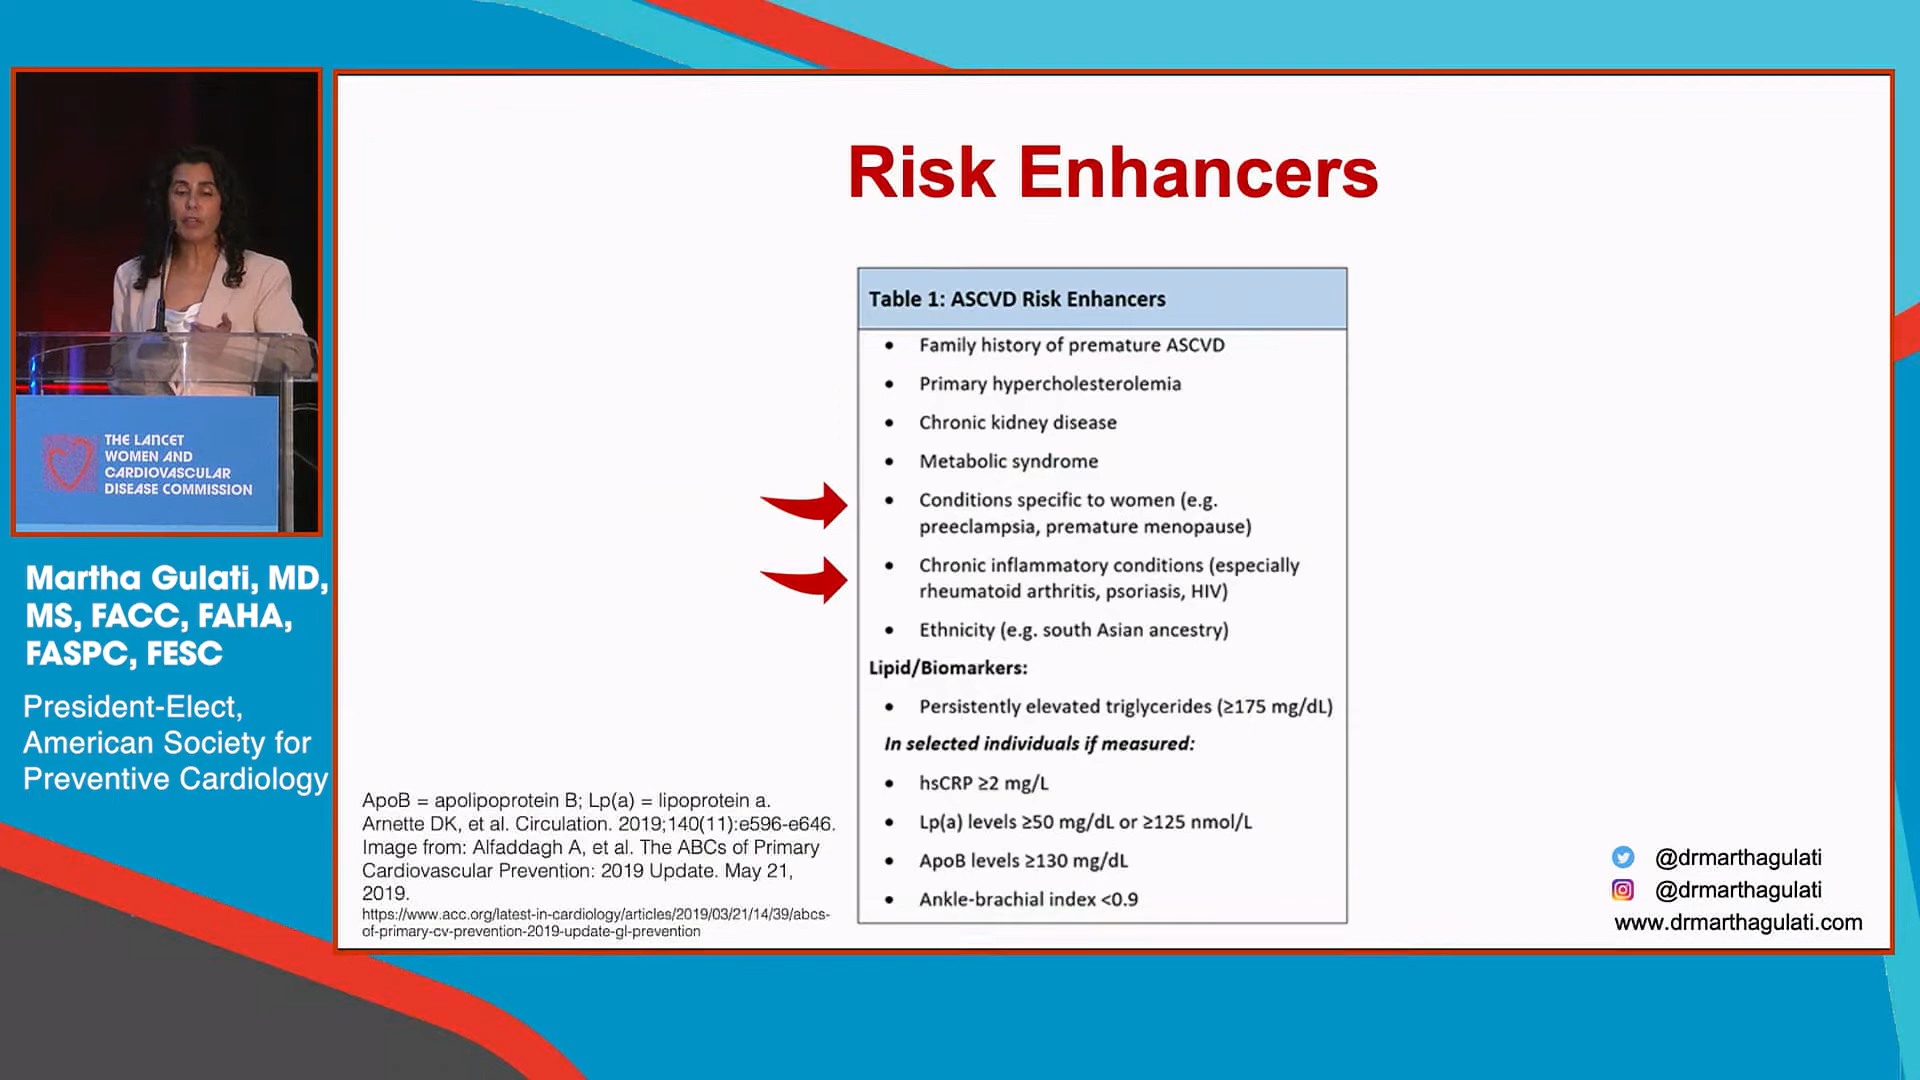 Risk Enhancers
THE LANCET
WOMEN AND
CARDIOVASCULAR
DISEASE COMMISSION
Martha Gulati, MD,
MS, FACC, FAHA,
FASPC, FESC
President-Elect,
American Society for
Preventive Cardiology
Table 1: ASCVD Risk Enhancers
• Family history of premature ASCVD
• Primary hypercholesterolemia
• Chronic kidney disease
• Metabolic syndrome
• Conditions specific to women (e.g.
preeclampsia, premature menopause)
• Chronic inflammatory conditions (especially
rheumatoid arthritis, psoriasis, HIV)
• Ethnicity (e.g. south Asian ancestry)
Lipid/Biomarkers:
• Persistently elevated triglycerides (≥175 mg/dL)
In selected individuals if measured:
• hsCRP ≥2 mg/L
• Lp(a) levels ≥50 mg/dL or ≥125 nmol/L
• ApoB levels ≥130 mg/dL
• Ankle-brachial index <0.9
ApoB = apolipoprotein B; Lp(a) = lipoprotein a.
Arnette DK, et al. Circulation. 2019;140(11):e596-e646.
Image from: Alfaddagh A, et al. The ABCs of Primary
Cardiovascular Prevention: 2019 Update. May 21,
2019.
https://www.acc.org/latest-in-cardiology/articles/2019/03/21/14/39/abcs-
of-primary-cv-prevention-2019-update-gl-prevention
@drmarthagulati
@drmarthagulati
www.drmarthagulati.com